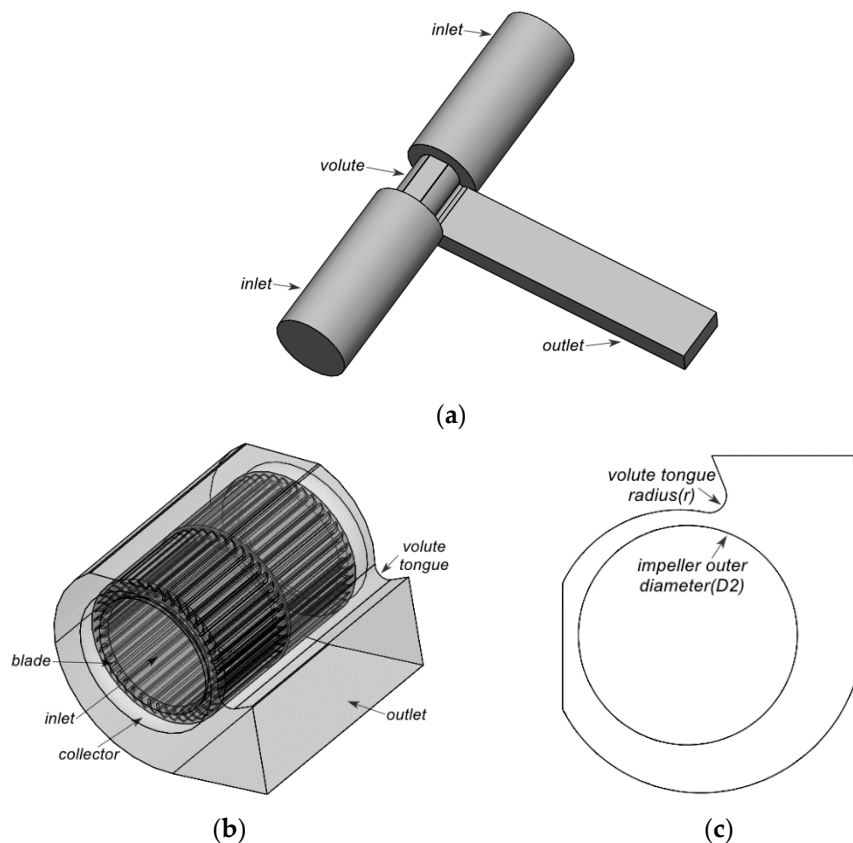 inlet
volute
inlet
outlet
(a)
volute
tongue
blade
inlet
collector
outlet
(b)
volute tongue
radius(r)
impeller outer
diameter(D2)
(c)